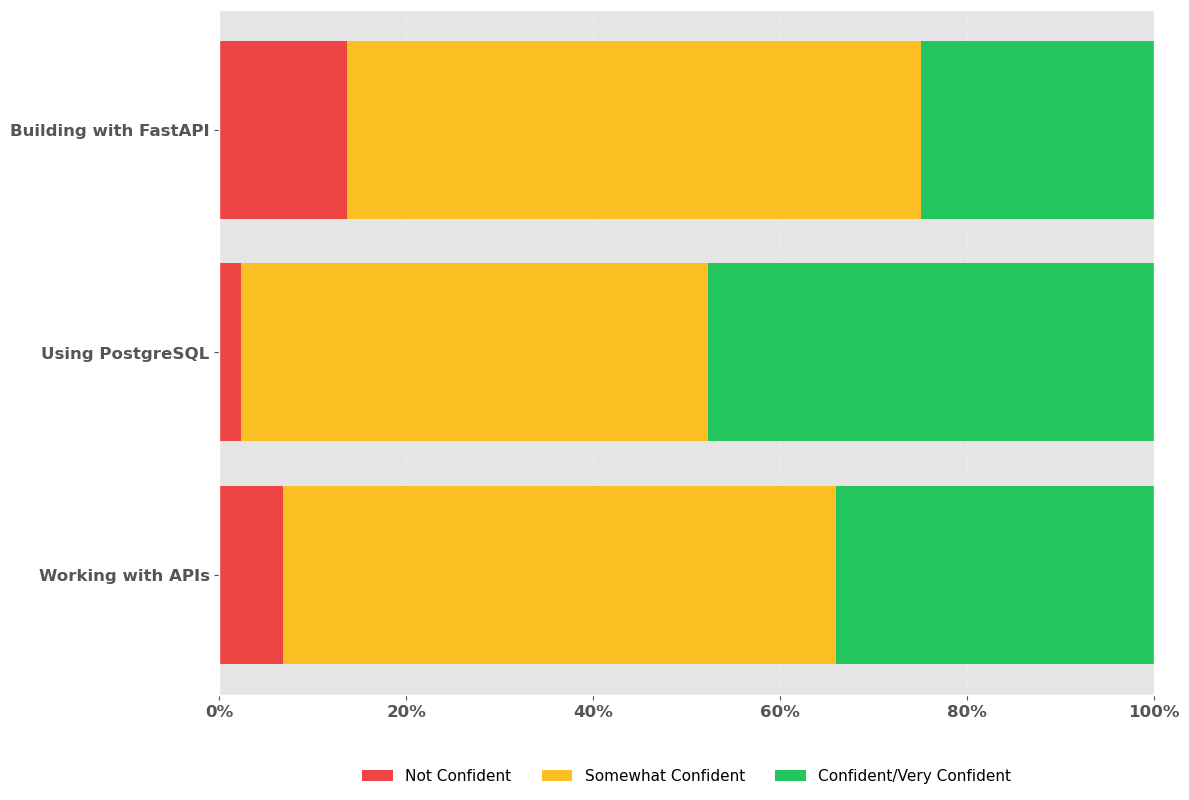 Building with FastAPI
Using PostgreSQL
Working with APIs
0% 20% 40% 60% 80% 100%
Not Confident Somewhat Confident Confident/Very Confident